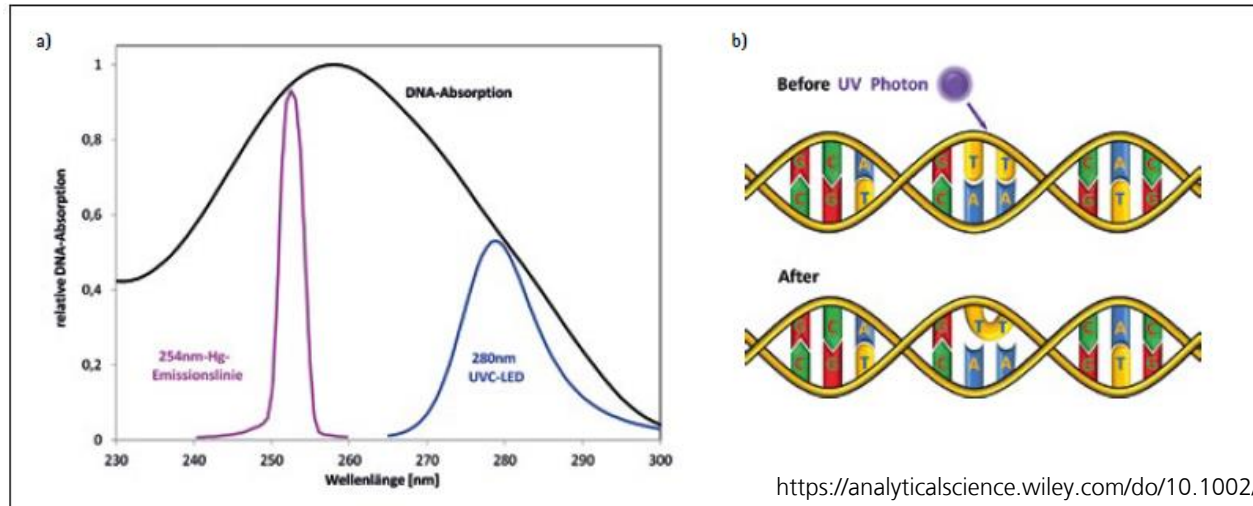 a)
1
0,8
0,6
0,4
0,2
0
relative DNA-Absorption
DNA-Absorption
254nm-Hg-
Emissionslinie
280nm
UVC-LED
230 240 250 260 270 280 290 300
Wellenlänge [nm]
b)
Before UV Photon
G C A G T T C A C
C G T C A A G T G
After
G C A G T T C A C
C G T C A A G T G
https://analyticalscience.wiley.com/do/10.1002/